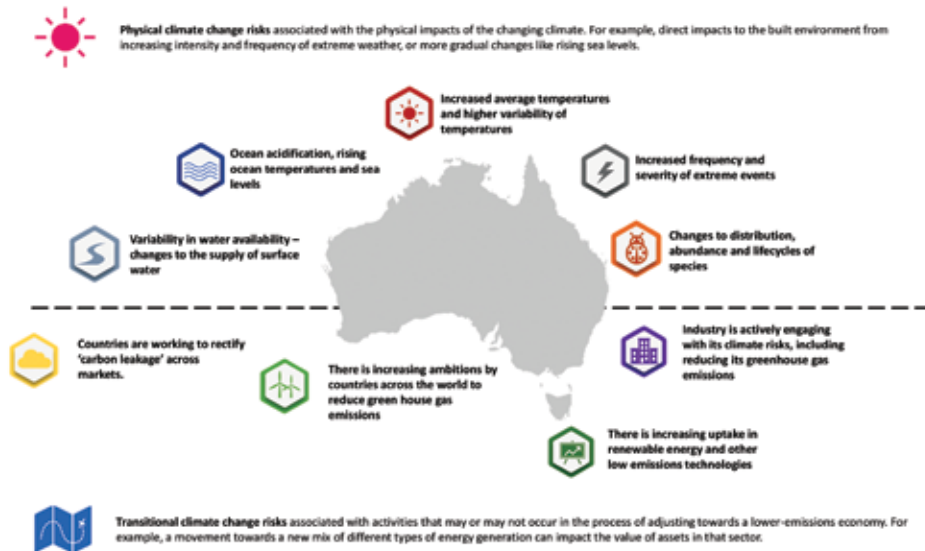 Physical climate change risks associated with the physical impacts of the changing climate. For example, direct impacts to the built environment from
increasing intensity and frequency of extreme weather, or more gradual changes like rising sea levels.
Increased average temperatures
and higher variability of
temperatures
Ocean acidification, rising
ocean temperatures and sea
levels
Increased frequency and
severity of extreme events
Variability in water availability –
changes to the supply of surface
water
Changes to distribution,
abundance and lifecycles of
species
Countries are working to rectify
‘carbon leakage’ across
markets.
There is increasing ambitions by
countries across the world to
reduce green house gas
emissions
Industry is actively engaging
with its climate risks, including
reducing its greenhouse gas
emissions
There is increasing uptake in
renewable energy and other
low emissions technologies
Transitional climate change risks associated with activities that may or may not occur in the process of adjusting towards a lower-emissions economy. For
example, a movement towards a new mix of different types of energy generation can impact the value of assets in that sector.